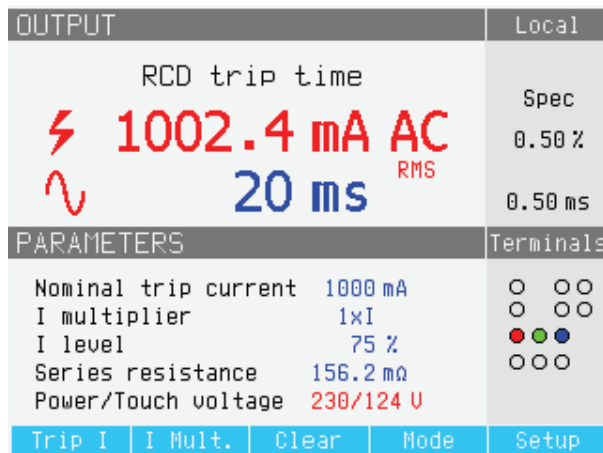 OUTPUT Local
RCD trip time
Spec
1002.4 mA AC
0.50 %
RMS
20 ms
0.50 ms
PARAMETERS Terminals
Nominal trip current 1000 mA
I multiplier 1xI
I level 75 %
Series resistance 156.2 mΩ
Power/Touch voltage 230/124 V
Trip I I Mult. Clear Mode Setup